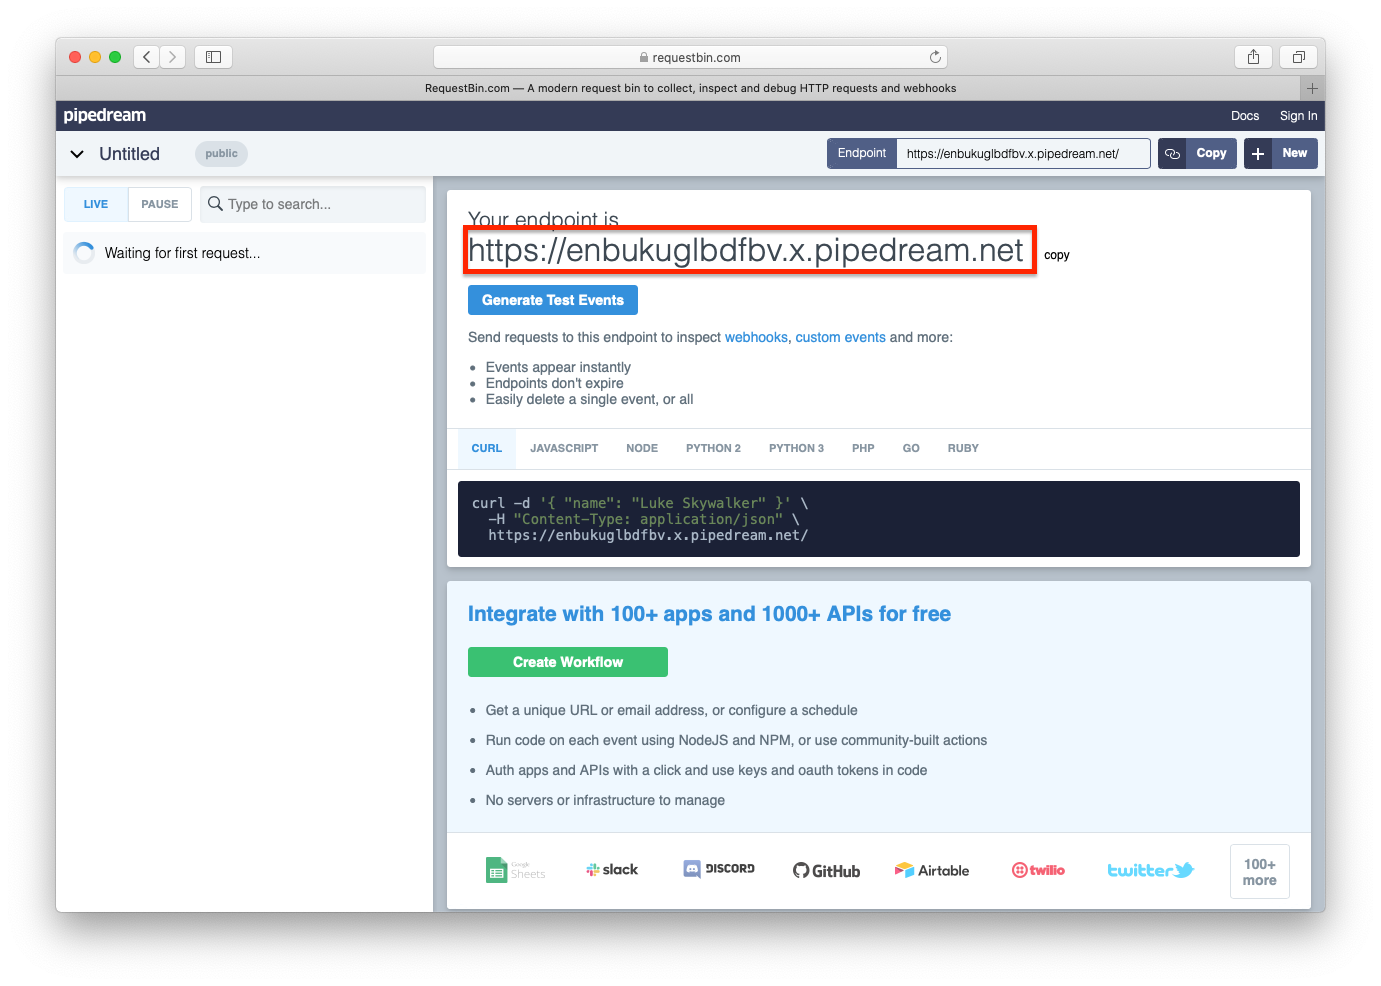 requestbin.com
RequestBin.com — A modern request bin to collect, inspect and debug HTTP requests and webhooks
pipedream
Docs
Sign In
Untitled
public
Endpoint
https://enbukuglbdfbv.x.pipedream.net/
Copy
New
LIVE
PAUSE
Type to search...
Waiting for first request...
Your endpoint is
https://enbukuglbdfbv.x.pipedream.net
copy
Generate Test Events
Send requests to this endpoint to inspect webhooks, custom events and more:
• Events appear instantly
• Endpoints don't expire
• Easily delete a single event, or all
CURL
JAVASCRIPT
NODE
PYTHON 2
PYTHON 3
PHP
GO
RUBY
curl -d '{ "name": "Luke Skywalker" }' \
-H "Content-Type: application/json" \
https://enbukuglbdfbv.x.pipedream.net/
Integrate with 100+ apps and 1000+ APIs for free
Create Workflow
• Get a unique URL or email address, or configure a schedule
• Run code on each event using NodeJS and NPM, or use community-built actions
• Auth apps and APIs with a click and use keys and oauth tokens in code
• No servers or infrastructure to manage
Google
Sheets
slack
DISCORD
GitHub
Airtable
twilio
twitter
100+
more